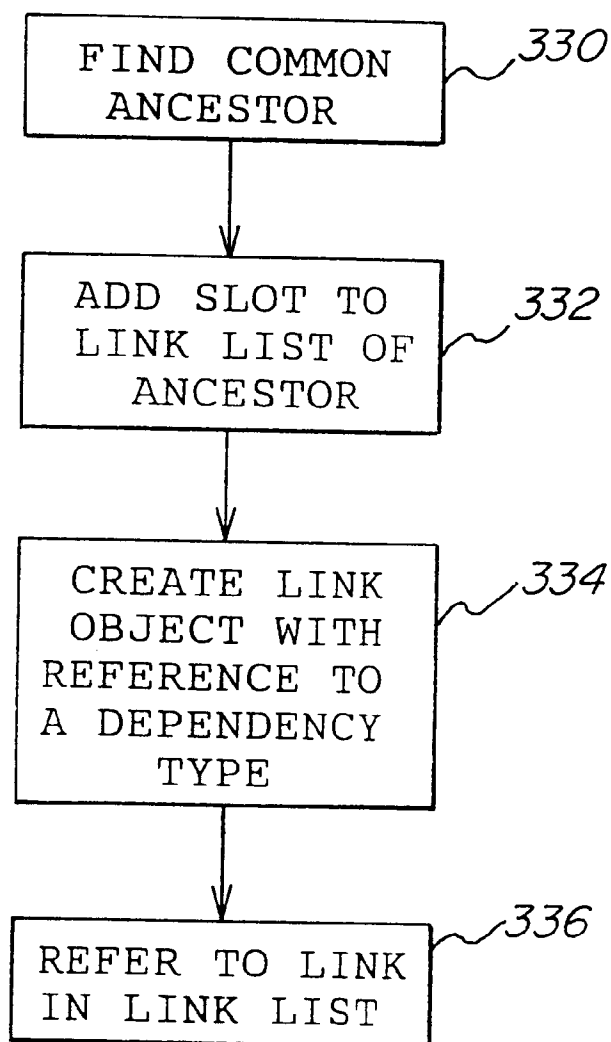 FIND COMMON
ANCESTOR
330
ADD SLOT TO
LINK LIST OF
ANCESTOR
332
CREATE LINK
OBJECT WITH
REFERENCE TO
A DEPENDENCY
TYPE
334
REFER TO LINK
IN LINK LIST
336